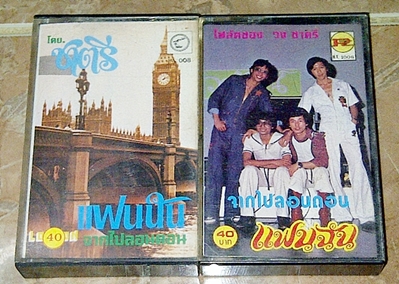 โดย.
ชาตรี
008
แฟนฉัน
40
จากไปลอนดอน
โฟล์คซอง วง ชาตรี
จากไปลอนดอน
40
บาท
แฟนฉัน